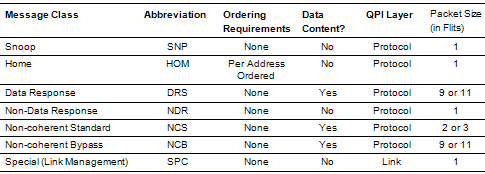 Message Class Abbreviation Ordering Requirements Data Content? QPI Layer Packet Size (in Flits)
Snoop SNP None No Protocol 1
Home HOM Per Address Ordered No Protocol 1
Data Response DRS None Yes Protocol 9 or 11
Non-Data Response NDR None No Protocol 1
Non-coherent Standard NCS None Yes Protocol 2 or 3
Non-coherent Bypass NCB None Yes Protocol 9 or 11
Special (Link Management) SPC None No Link 1